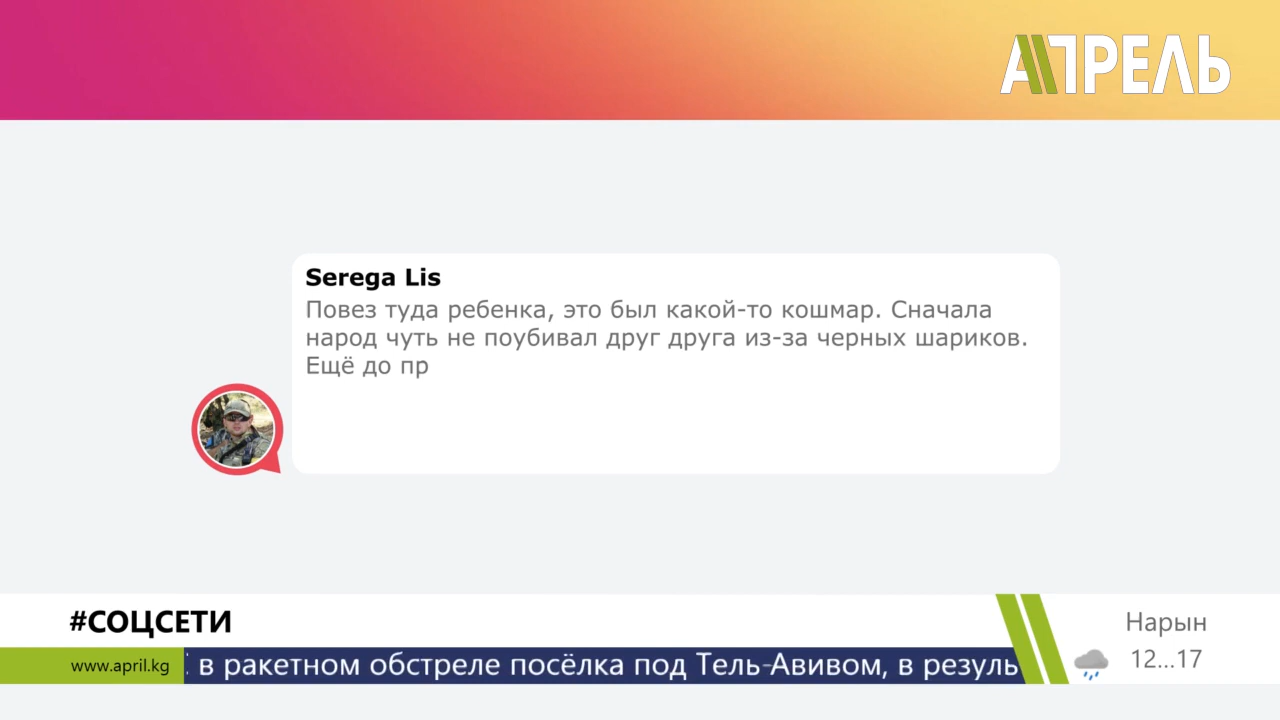 АПРЕЛЬ
Serega Lis
Повез туда ребенка, это был какой-то кошмар. Сначала
народ чуть не поубивал друг друга из-за черных шариков.
Ещё до пр
#СОЦСЕТИ
Нарын
12...17
www.april.kg
в ракетном обстреле посёлка под Тель-Авивом, в резуль